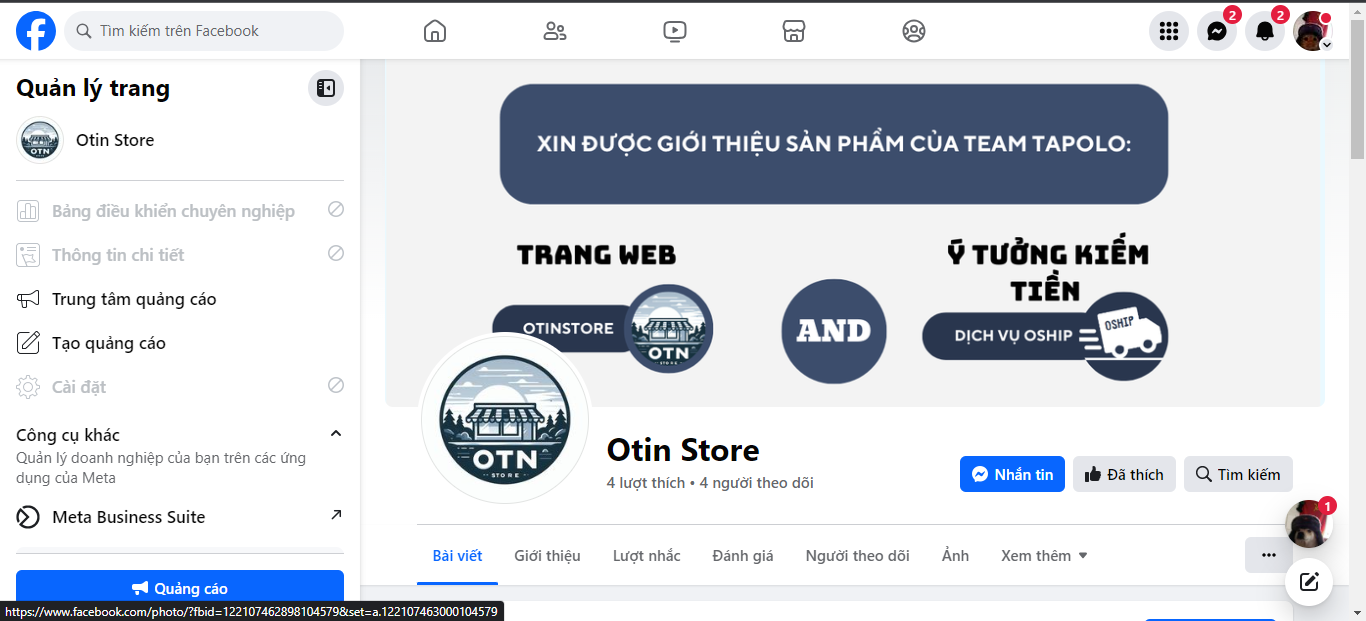 Tìm kiếm trên Facebook
2
2
Quản lý trang
Otin Store
Bảng điều khiển chuyên nghiệp
Thông tin chi tiết
Trung tâm quảng cáo
Tạo quảng cáo
Cài đặt
Công cụ khác
Quản lý doanh nghiệp của bạn trên các ứng
dụng của Meta
Meta Business Suite
Quảng cáo
https://www.facebook.com/photo/?fbid=122107462898104579&set=a.122107463000104579
XIN ĐƯỢC GIỚI THIỆU SẢN PHẨM CỦA TEAM TAPOLO:
TRANG WEB
OTINSTORE
OTN
STORE
AND
Ý TƯỞNG KIẾM
TIỀN
DỊCH VỤ OSHIP
OSHIP
OTN
STORE
Otin Store
4 lượt thích • 4 người theo dõi
Nhắn tin
Đã thích
Tìm kiếm
1
Bài viết
Giới thiệu
Lượt nhắc
Đánh giá
Người theo dõi
Ảnh
Xem thêm